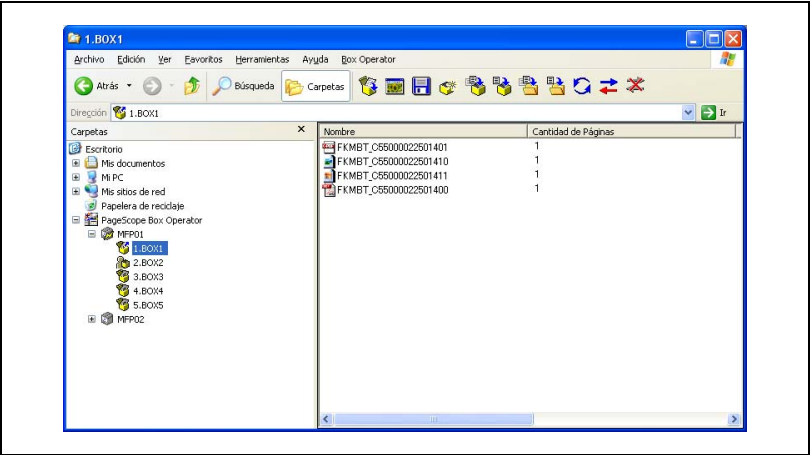 1.BOX1
Archivo Edición Ver Favoritos Herramientas Ayuda Box Operator
Atrás Búsqueda Carpetas
Dirección 1.BOX1 Ir
Carpetas x
Nombre Cantidad de Páginas
Escritorio
Mis documentos
Mi PC
Mis sitios de red
Papelera de reciclaje
PageScope Box Operator
MFP01
1.BOX1
2.BOX2
3.BOX3
4.BOX4
5.BOX5
MFP02
FKMBT_C55000022501401 1
FKMBT_C55000022501410 1
FKMBT_C55000022501411 1
FKMBT_C55000022501400 1